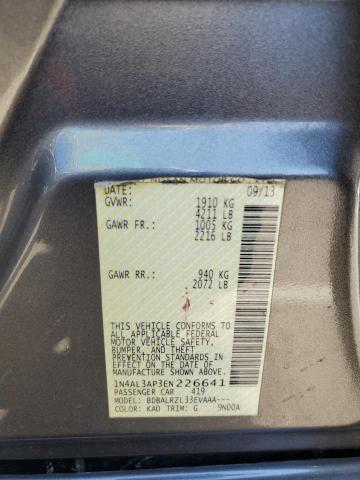 MOTOR CO.
DATE: 09/13
GVWR: 1910 KG
4211 LB
GAWR FR.: 1005 KG
2216 LB
GAWR RR.: 940 KG
2072 LB
THIS VEHICLE CONFORMS TO
ALL APPLICABLE FEDERAL
MOTOR VEHICLE SAFETY,
BUMPER, AND THEFT
PREVENTION STANDARDS IN
EFFECT ON THE DATE OF
MANUFACTURE SHOWN ABOVE.
1N4AL3AP3EN226641
PASSENGER CAR 419
MODEL: BDBALRZL33EVAAA---
COLOR: KAD TRIM: G 9N00A